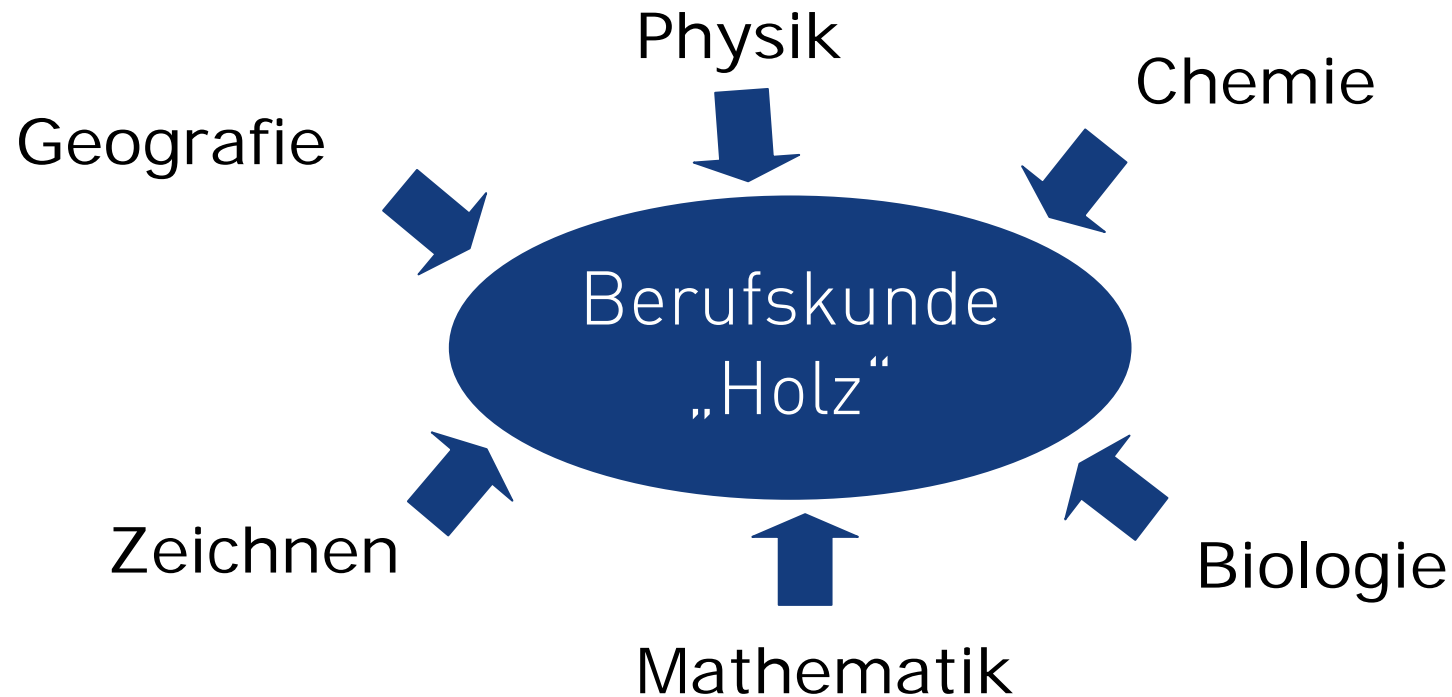 Physik
Chemie
Geografie
Berufskunde
„Holz“
Zeichnen
Biologie
Mathematik